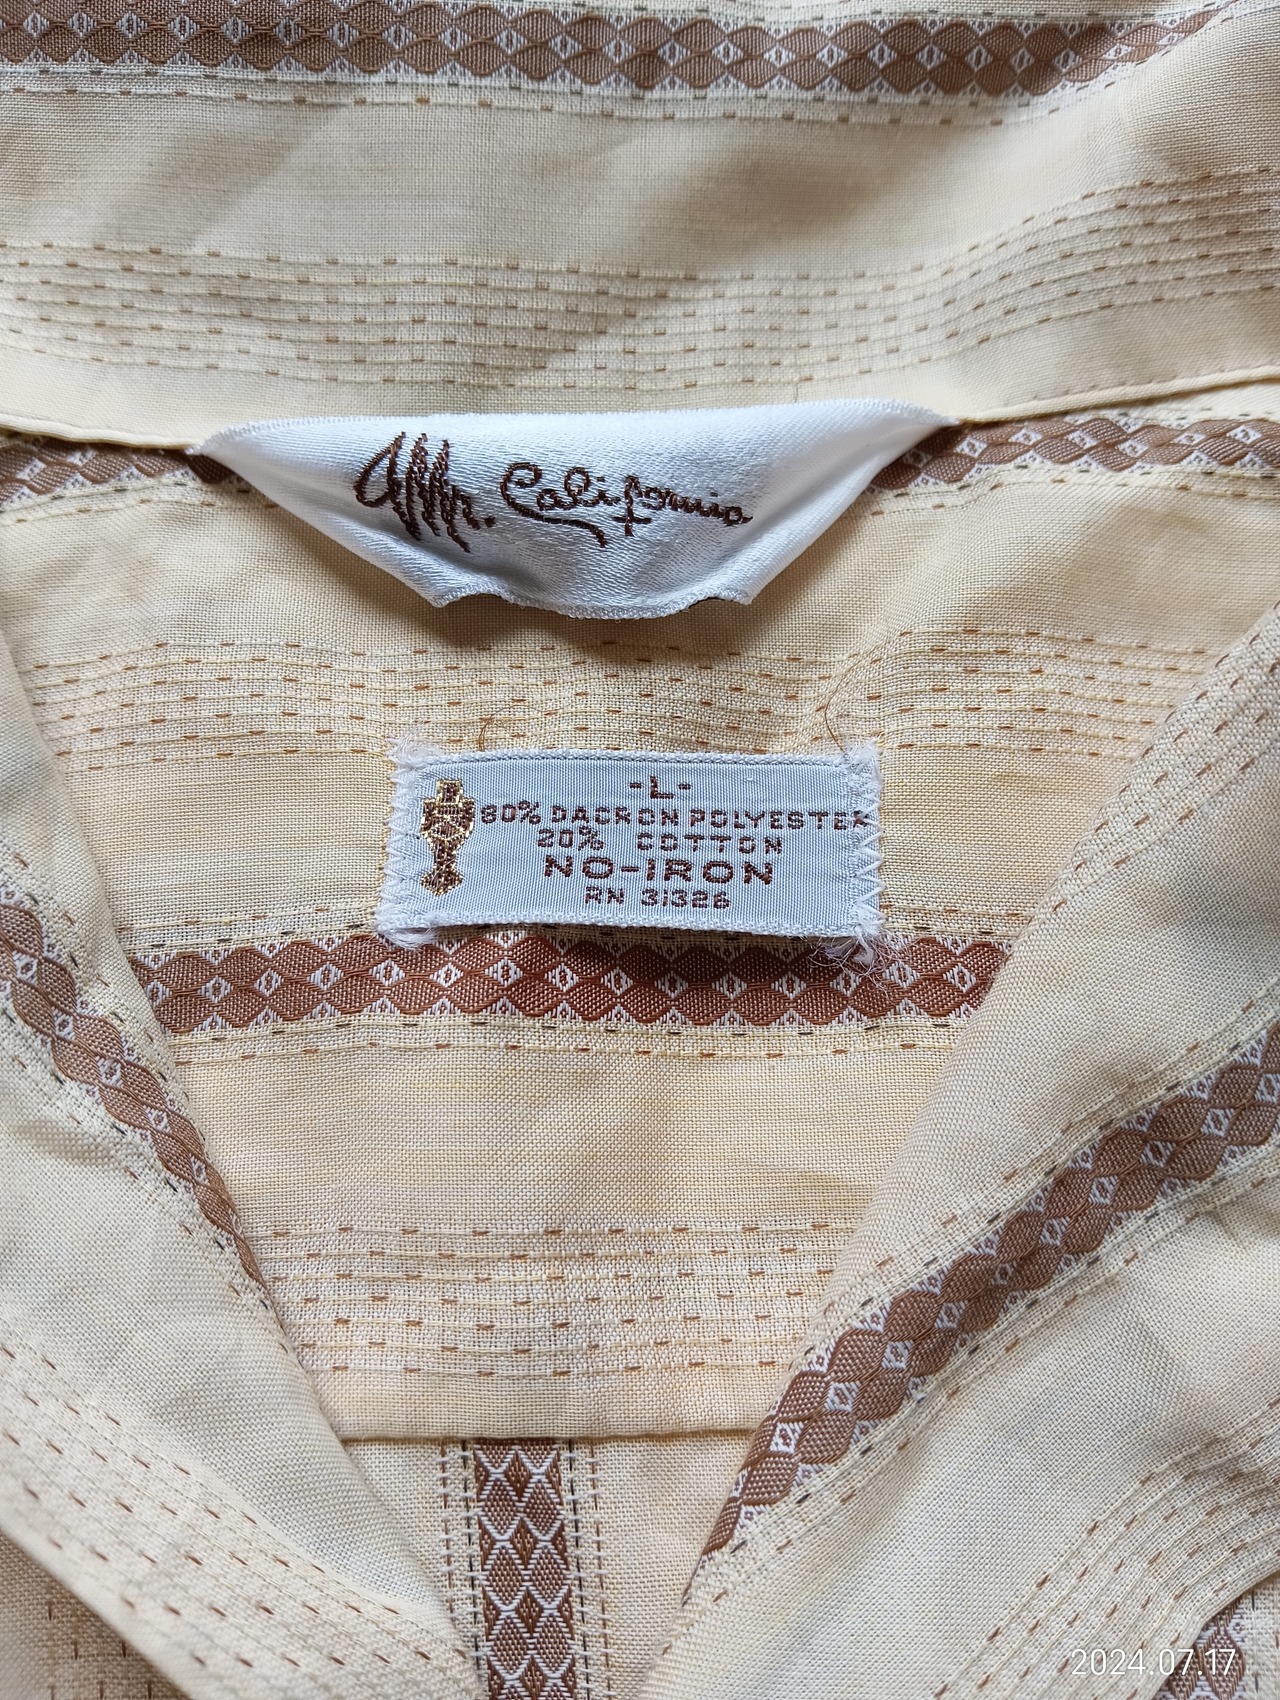 Mr. California
-L-
80% DACRON POLYESTER
20% COTTON
NO-IRON
RN 31326
2024.07.17